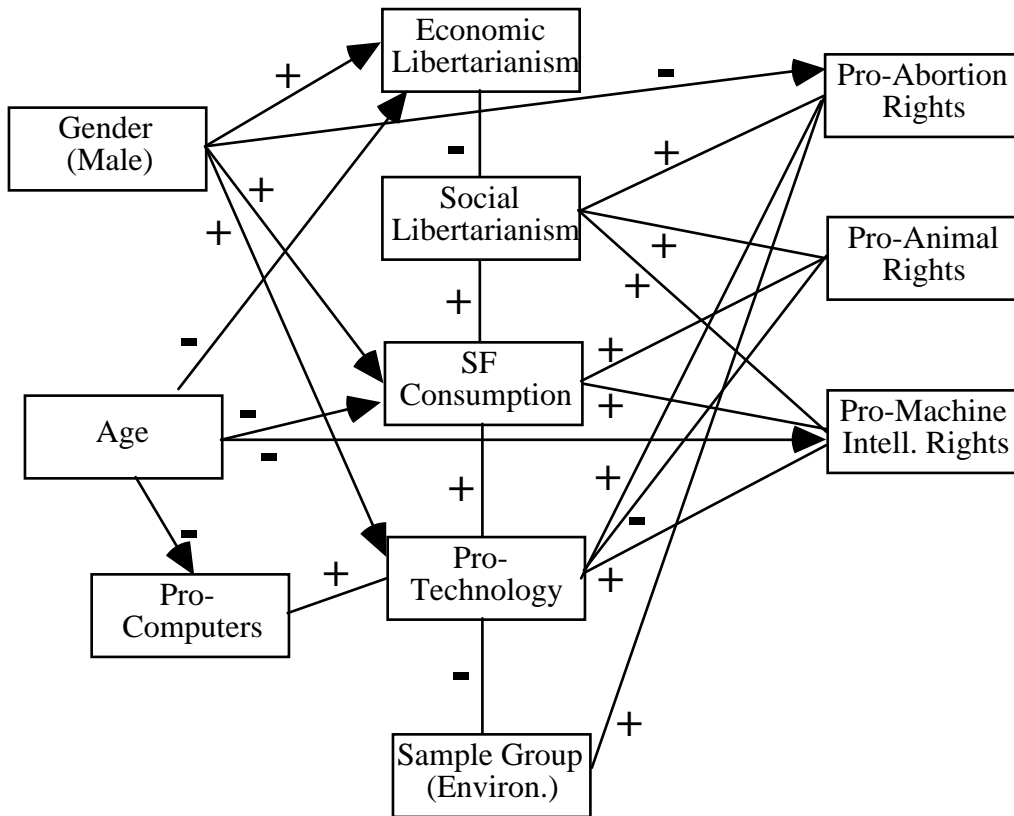 Economic
Libertarianism
+
-
Pro-Abortion
Rights
Gender
(Male)
-
+
+
+
Social
Libertarianism
+
+
Pro-Animal
Rights
+
-
SF
Consumption
+
+
Pro-Machine
Intell. Rights
Age
-
-
+
+
-
-
+
+
Pro-
Technology
Pro-
Computers
-
+
Sample Group
(Environ.)